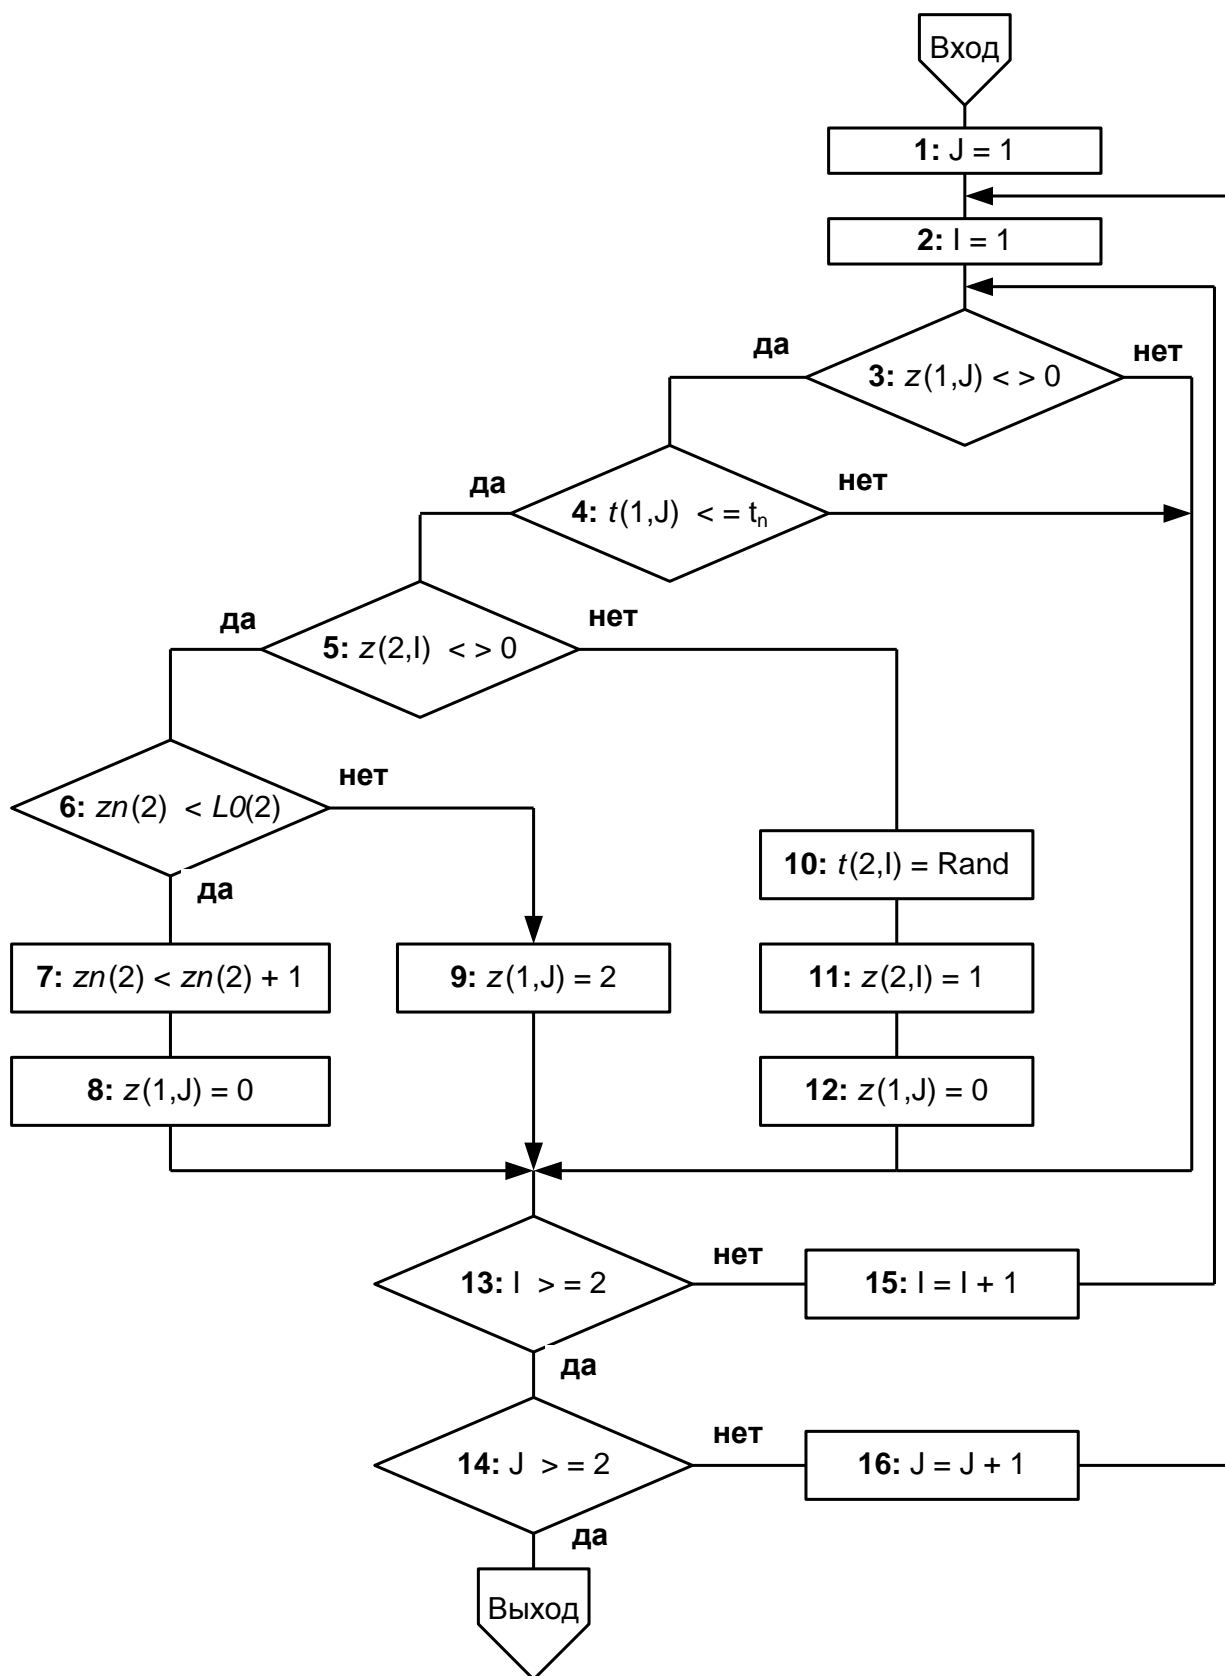 Вход
1: J = 1
2: I = 1
да
нет
3: z(1,J) < > 0
да
нет
4: t(1,J) < = tn
да
нет
5: z(2,I) < > 0
нет
6: zn(2) < L0(2)
10: t(2,I) = Rand
да
7: zn(2) < zn(2) + 1
9: z(1,J) = 2
11: z(2,I) = 1
8: z(1,J) = 0
12: z(1,J) = 0
нет
13: I > = 2
15: I = I + 1
да
нет
14: J > = 2
16: J = J + 1
да
Выход